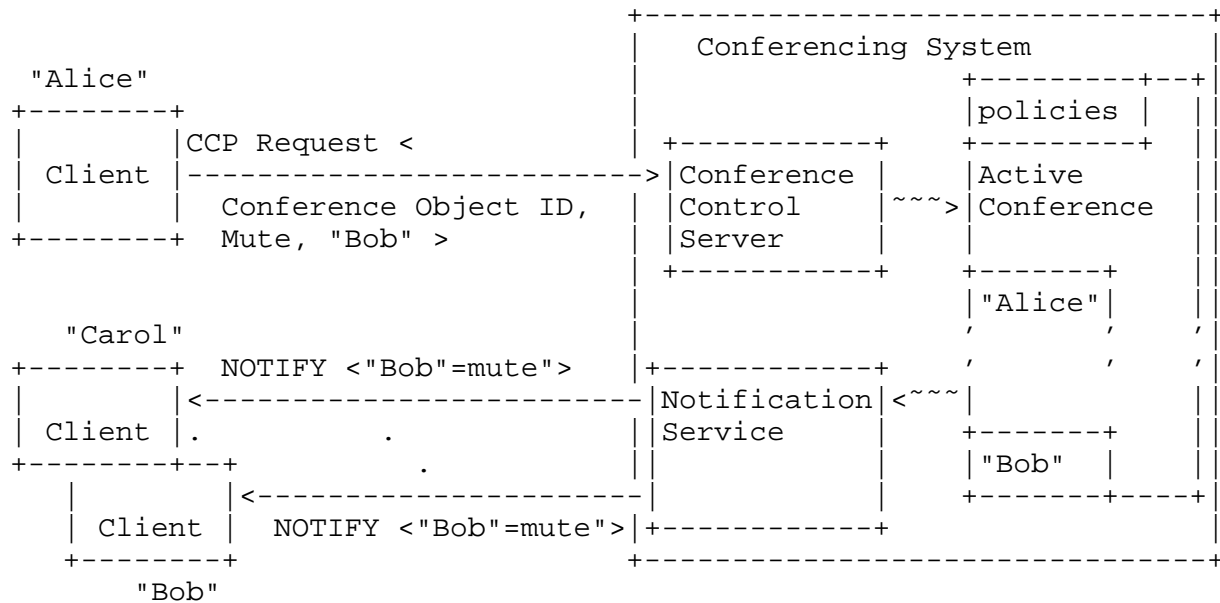 Conferencing System
"Alice"
policies
CCP Request <
Client Conference Active
Conference Object ID, Control Conference
Mute, "Bob" > Server
"Alice"
"Carol"
NOTIFY <"Bob"=mute">
Notification
Client Service
"Bob"
Client NOTIFY <"Bob"=mute">
"Bob"